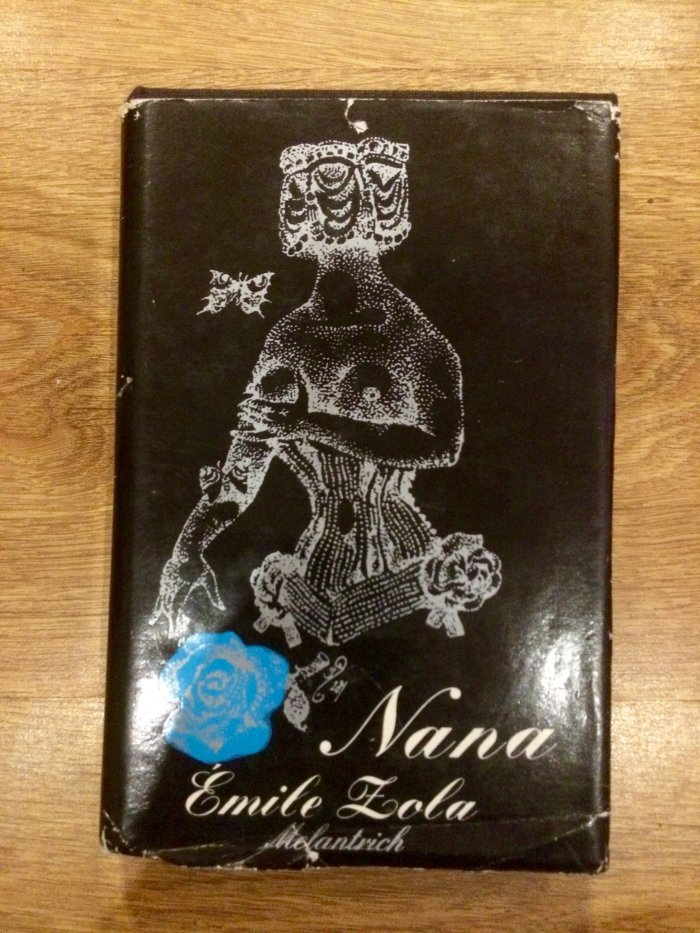 Nana
Émile Zola
Melantrich